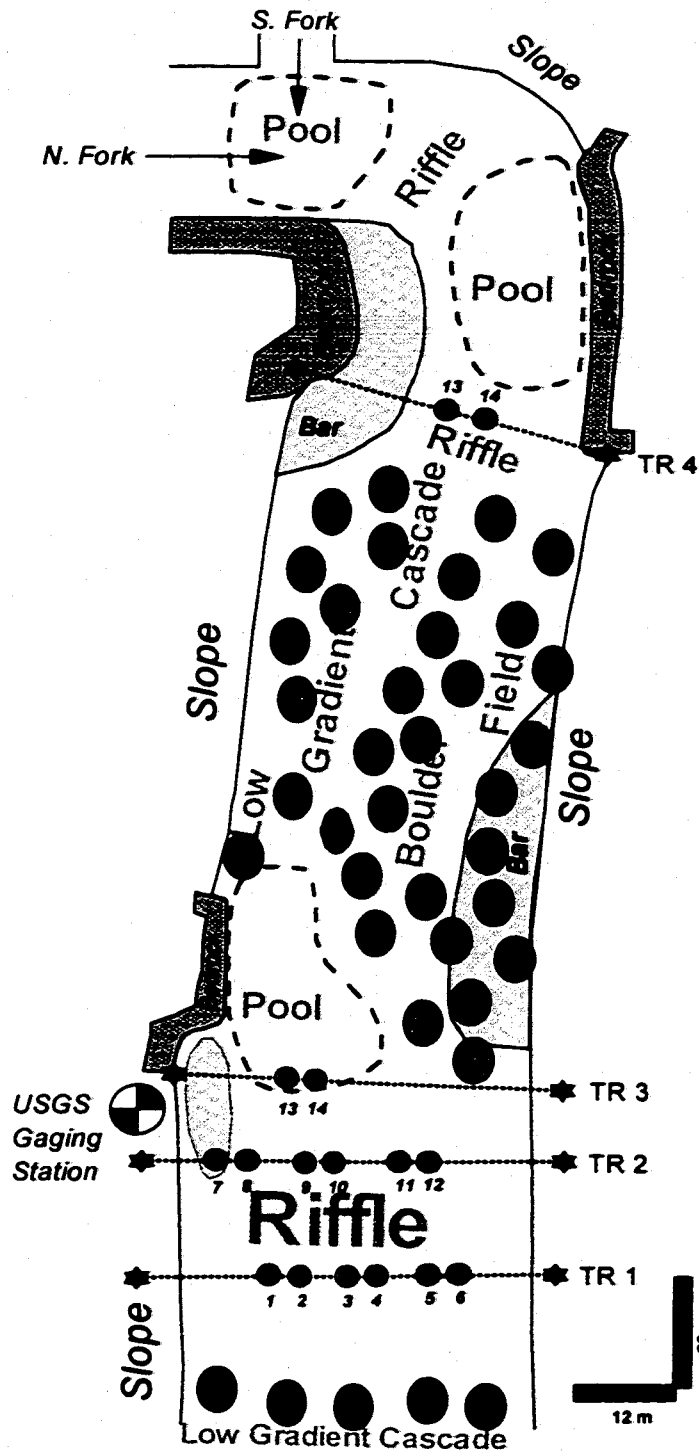 S. Fork
Slope
Pool
N. Fork
Riffle
Pool
13 14
Bar
Riffle
TR 4
Low Gradient Cascade
Boulder Field
Slope
Slope
Bar
Pool
13 14
TR 3
USGS
Gaging
Station
TR 2
7 8 9 10 11 12
Riffle
TR 1
1 2 3 4 5 6
Slope
12 m
Low Gradient Cascade